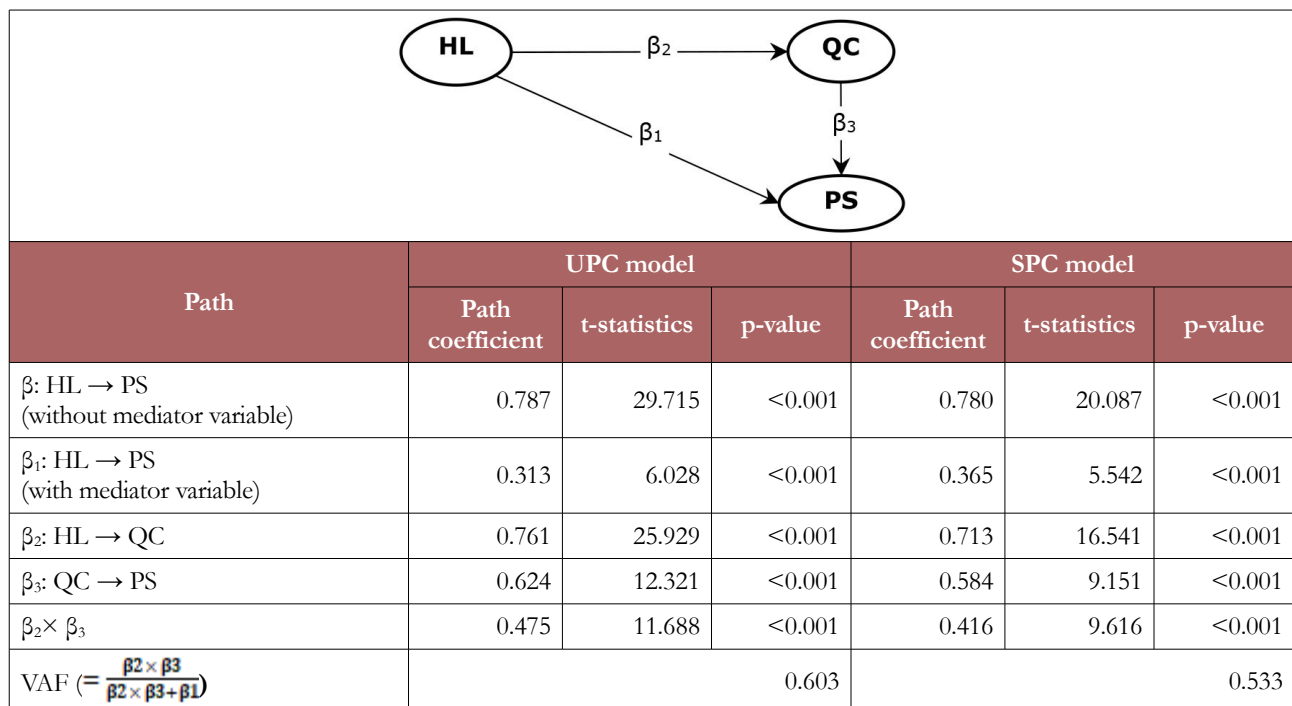 HL
β₂
QC
β₁
β₃
PS
Path
UPC model
SPC model
Path coefficient
t-statistics
p-value
Path coefficient
t-statistics
p-value
β: HL → PS
(without mediator variable)
0.787
29.715
<0.001
0.780
20.087
<0.001
β₁: HL → PS
(with mediator variable)
0.313
6.028
<0.001
0.365
5.542
<0.001
β₂: HL → QC
0.761
25.929
<0.001
0.713
16.541
<0.001
β₃: QC → PS
0.624
12.321
<0.001
0.584
9.151
<0.001
β₂× β₃
0.475
11.688
<0.001
0.416
9.616
<0.001
VAF (= β2 × β3 / β2 × β3+β1)
0.603
0.533